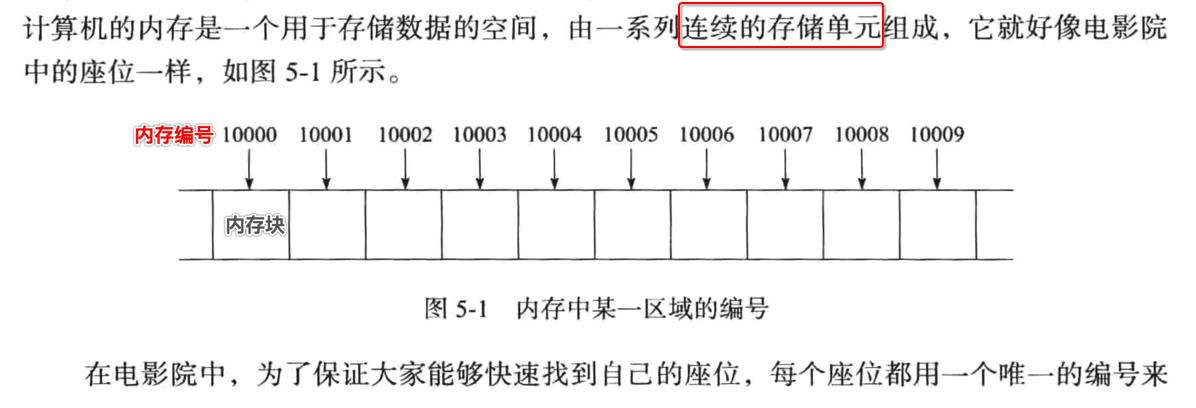 计算机的内存是一个用于存储数据的空间，由一系列连续的存储单元组成，它就好像电影院
中的座位一样，如图 5-1 所示。
内存编号 10000 10001 10002 10003 10004 10005 10006 10007 10008 10009
内存块
图 5-1 内存中某一区域的编号
在电影院中，为了保证大家能够快速找到自己的座位，每个座位都用一个唯一的编号来